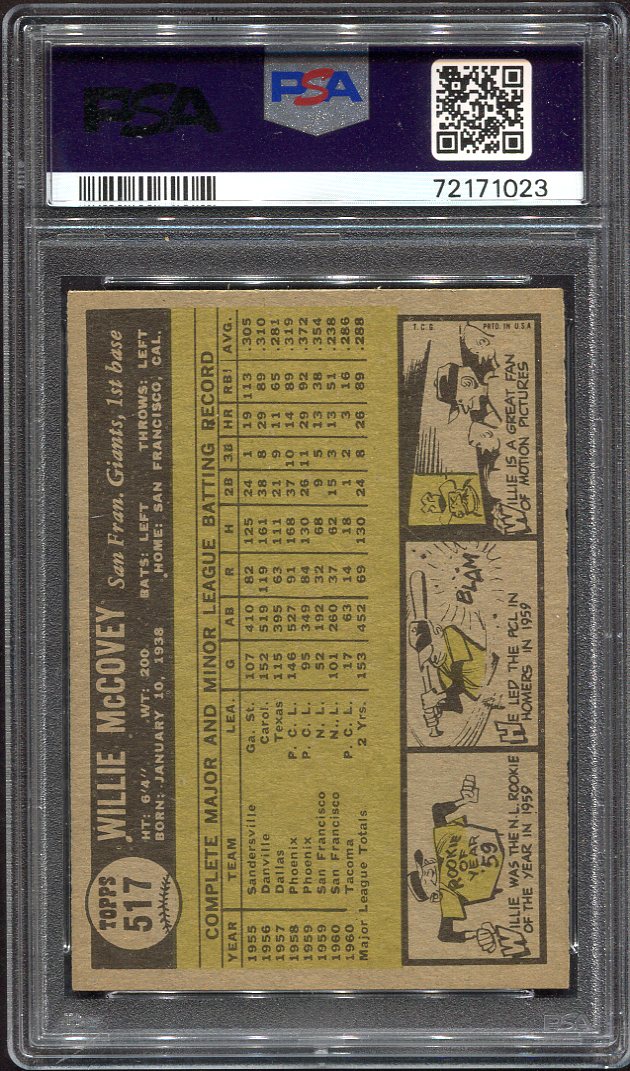 PSA
PSA
72171023
TOPPS
517
WILLIE McCOVEY
San Fran. Giants, 1st base
HT: 6'4" WT: 200 BATS: LEFT THROWS: LEFT
BORN: JANUARY 10, 1938 HOME: SAN FRANCISCO, CAL.
COMPLETE MAJOR AND MINOR LEAGUE BATTING RECORD
YEAR TEAM LEA. G AB R H 2B 3B HR RBI AVG.
1955 Sandersville Ga. St. 107 410 82 125 24 1 19 113 .305
1956 Danville Carol. 152 519 119 161 38 8 29 89 .310
1957 Dallas Texas 115 395 63 111 21 9 11 65 .281
1958 Phoenix P. C. L. 146 527 91 168 37 10 14 89 .319
1959 Phoenix P. C. L. 95 349 84 130 26 11 29 92 .372
1959 San Francisco N. L. 52 192 32 68 9 5 13 38 .354
1960 San Francisco N. L. 101 260 37 62 15 3 13 51 .238
1960 Tacoma P. C. L. 17 63 14 18 1 2 3 16 .286
Major League Totals 2 Yrs. 153 452 69 130 24 8 26 89 .288
ROOKIE
OF
YEAR
'59
WILLIE WAS THE N.L. ROOKIE
OF THE YEAR IN 1959
BLAM
HE LED THE PCL IN
HOMERS IN 1959
T.C.G. PRTD. IN U.S.A.
WILLIE IS A GREAT FAN
OF MOTION PICTURES
PSA